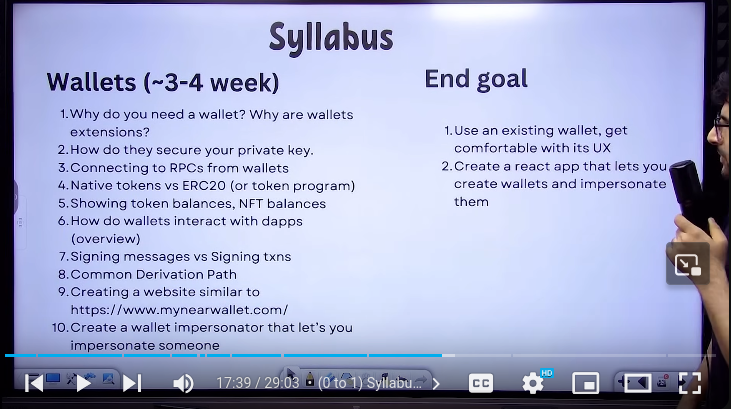 Syllabus
Wallets (~3-4 week)
1.Why do you need a wallet? Why are wallets
extensions?
2.How do they secure your private key.
3.Connecting to RPCs from wallets
4.Native tokens vs ERC20 (or token program)
5.Showing token balances, NFT balances
6.How do wallets interact with dapps
(overview)
7.Signing messages vs Signing txns
8.Common Derivation Path
9.Creating a website similar to
https://www.mynearwallet.com/
10.Create a wallet impersonator that let's you
impersonate someone
End goal
1.Use an existing wallet, get
comfortable with its UX
2.Create a react app that lets you
create wallets and impersonate
them
17:39 / 29:03 (0 to 1) Syllabu...
CC
HD